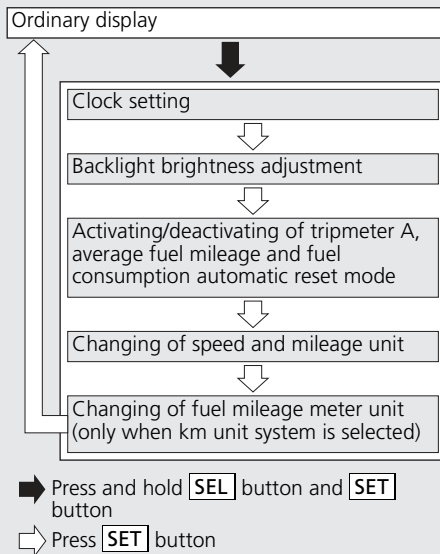 Ordinary display
Clock setting
Backlight brightness adjustment
Activating/deactivating of tripmeter A,
average fuel mileage and fuel
consumption automatic reset mode
Changing of speed and mileage unit
Changing of fuel mileage meter unit
(only when km unit system is selected)
Press and hold SEL button and SET
button
Press SET button